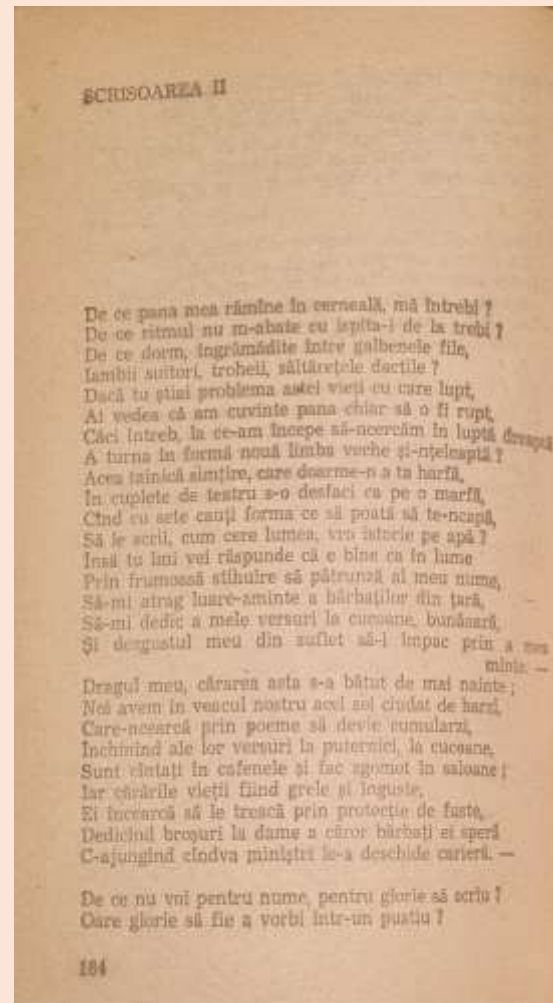 SCRISOAREA II
De ce pana mea rămîne în cerneală, mă întrebi ?
De ce ritmul nu m-abate cu ispita-i de la trebi ?
De ce dorm, îngrămădite între galbenele file,
Iambii suitori, troheii, săltărețele dactile ?
Dacă tu știai problema astei vieți cu care lupt,
Ai vedea că am cuvinte pana chiar să o fi rupt,
Căci întreb, la ce-am începe să-ncercăm în luptă dreaptă
A turna în formă nouă limba veche și-nțeleaptă ?
Acea tainică simțire, care doarme-n a ta harfă,
În cuplete de teatru s-o desfaci ca pe o marfă,
Cînd cu sete cauți forma ce să poată să te-ncapă,
Să le scrii, cum cere lumea, vro istorie pe apă ?
Însă tu îmi vei răspunde că e bine ca în lume
Prin frumoasă stihuire să pătrunză al meu nume,
Să-mi atrag luare-aminte a bărbaților din țară,
Să-mi dedic a mele versuri la cucoane, bunăoară,
Și dezgustul meu din suflet să-l împac prin a mea
minte. —
Dragul meu, cărarea asta s-a bătut de mai nainte ;
Noi avem în veacul nostru acel soi ciudat de barzi,
Care-ncearcă prin poeme să devie cumularzi,
Închinînd ale lor versuri la puternici, la cucoane,
Sunt cîntați în cafenele și fac zgomot în saloane ;
Iar cărările vieții fiind grele și înguste,
Ei încearcă să le treacă prin protecție de fuste,
Dedicînd broșuri la dame a căror bărbați ei speră
C-ajungînd cîndva miniștri le-a deschide carieră. —
De ce nu voi pentru nume, pentru glorie să scriu ?
Oare glorie să fie a vorbi într-un pustiu ?
184